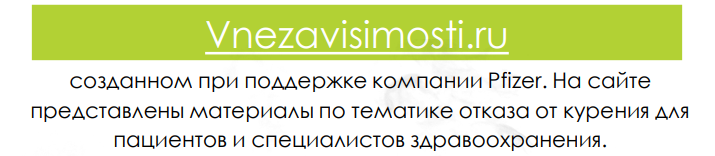 Vnezavisimosti.ru
созданном при поддержке компании Pfizer. На сайте
представлены материалы по тематике отказа от курения для
пациентов и специалистов здравоохранения.